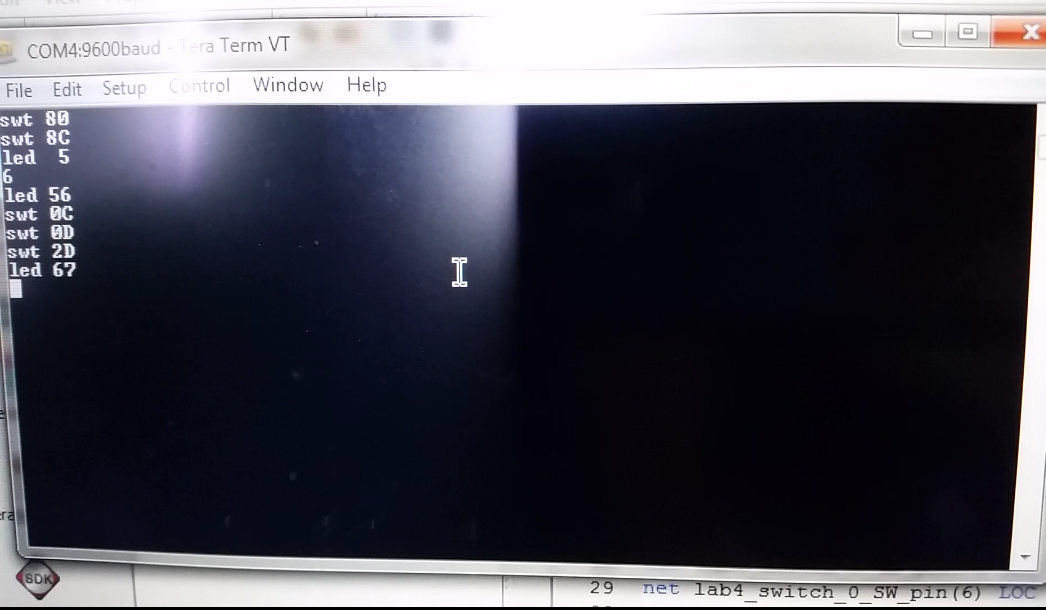 COM4:9600baud - Tera Term VT
File Edit Setup Control Window Help
swt 80
swt 8C
led  5
6
led 56
swt 0C
swt 0D
swt 2D
led 67
SDK
29 net lab4_switch_0_SW_pin(6) LOC